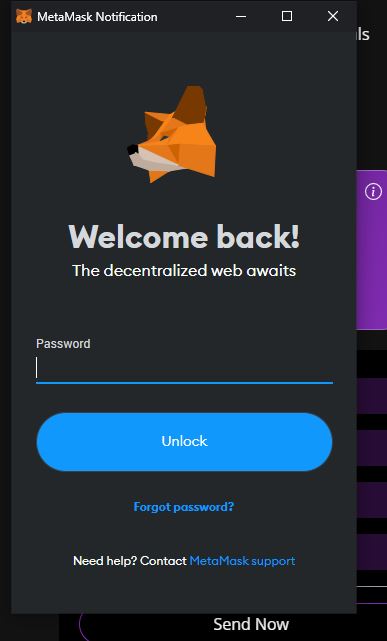 MetaMask Notification
ls
Welcome back!
The decentralized web awaits
Password
Unlock
Forgot password?
Need help? Contact MetaMask support
Send Now